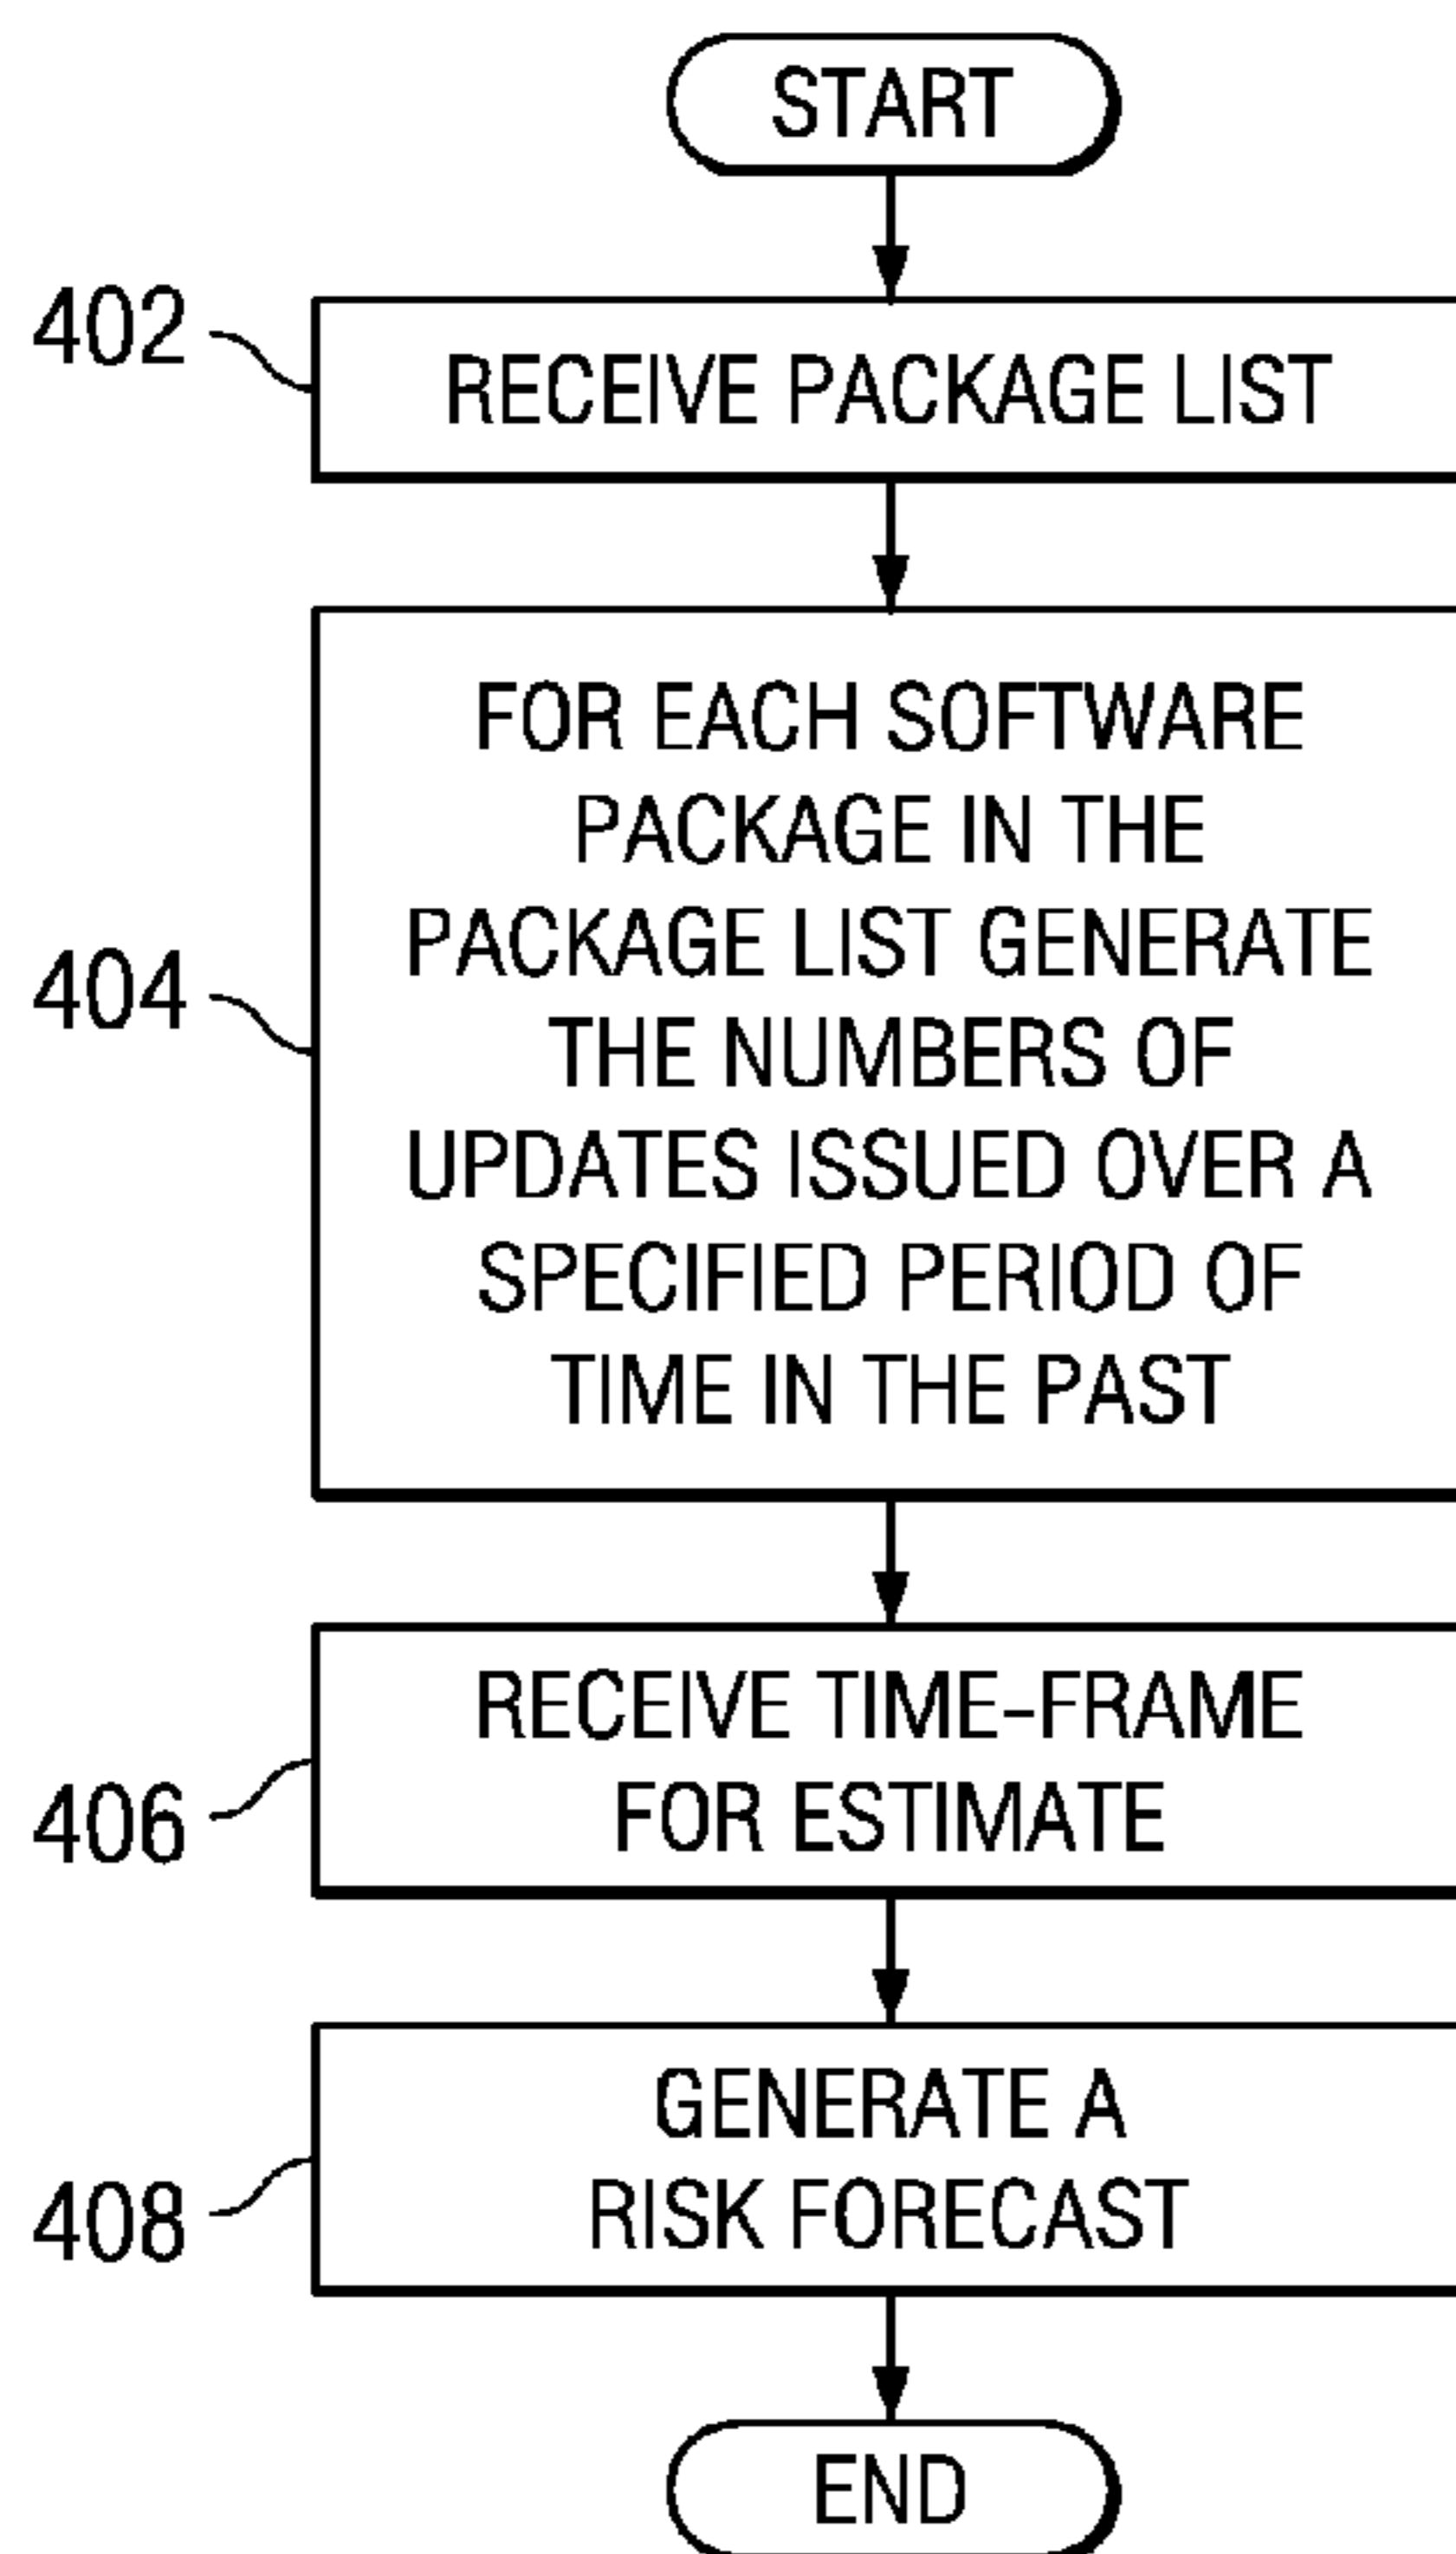 START
402
RECEIVE PACKAGE LIST
404
FOR EACH SOFTWARE
PACKAGE IN THE
PACKAGE LIST GENERATE
THE NUMBERS OF
UPDATES ISSUED OVER A
SPECIFIED PERIOD OF
TIME IN THE PAST
406
RECEIVE TIME-FRAME
FOR ESTIMATE
408
GENERATE A
RISK FORECAST
END